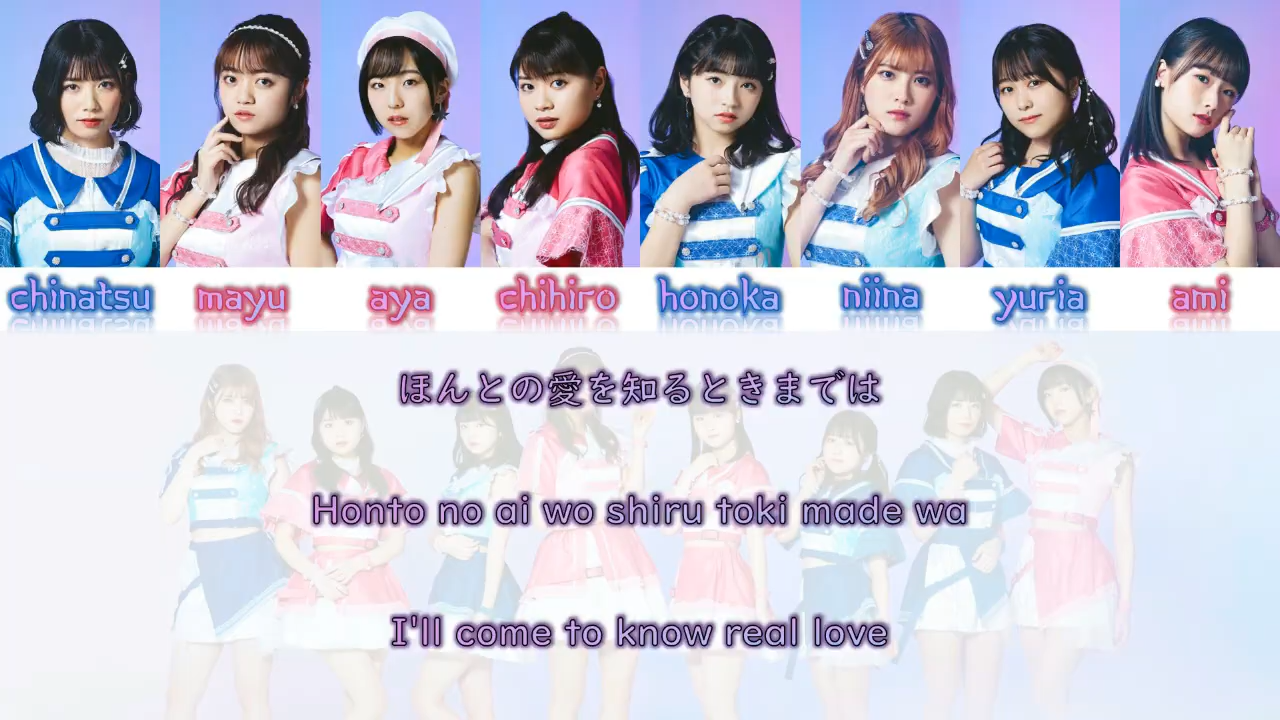 chinatsu mayu aya chihiro honoka niina yuria ami
ほんとの愛を知るときまでは
Honto no ai wo shiru toki made wa
I'll come to know real love